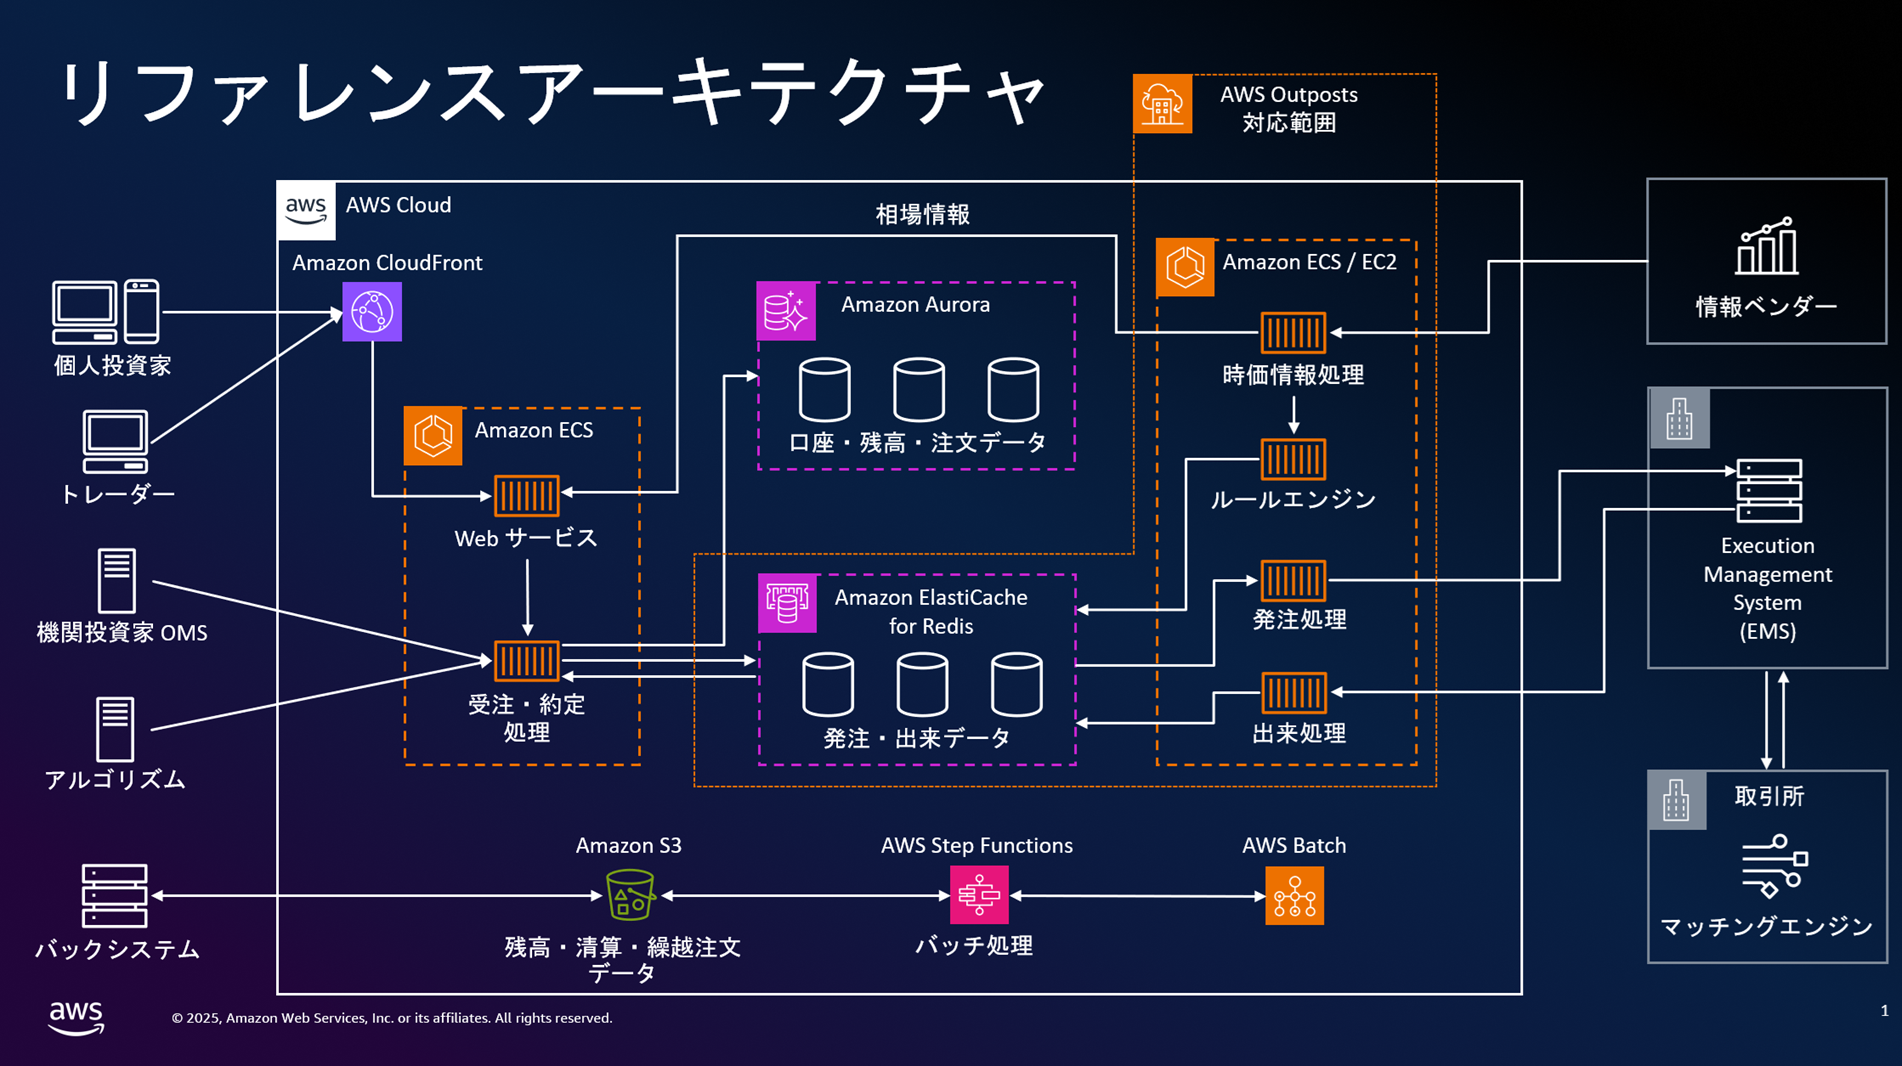 リファレンスアーキテクチャ
AWS Outposts
対応範囲
aws
AWS Cloud
相場情報
Amazon CloudFront
Amazon ECS / EC2
情報ベンダー
個人投資家
Amazon Aurora
口座・残高・注文データ
時価情報処理
トレーダー
Amazon ECS
Web サービス
ルールエンジン
Execution
Management
System
(EMS)
機関投資家 OMS
Amazon ElastiCache
for Redis
発注・出来データ
発注処理
受注・約定
処理
出来処理
アルゴリズム
取引所
マッチングエンジン
Amazon S3
AWS Step Functions
AWS Batch
バックシステム
残高・清算・繰越注文
データ
バッチ処理
aws
© 2025, Amazon Web Services, Inc. or its affiliates. All rights reserved.
1